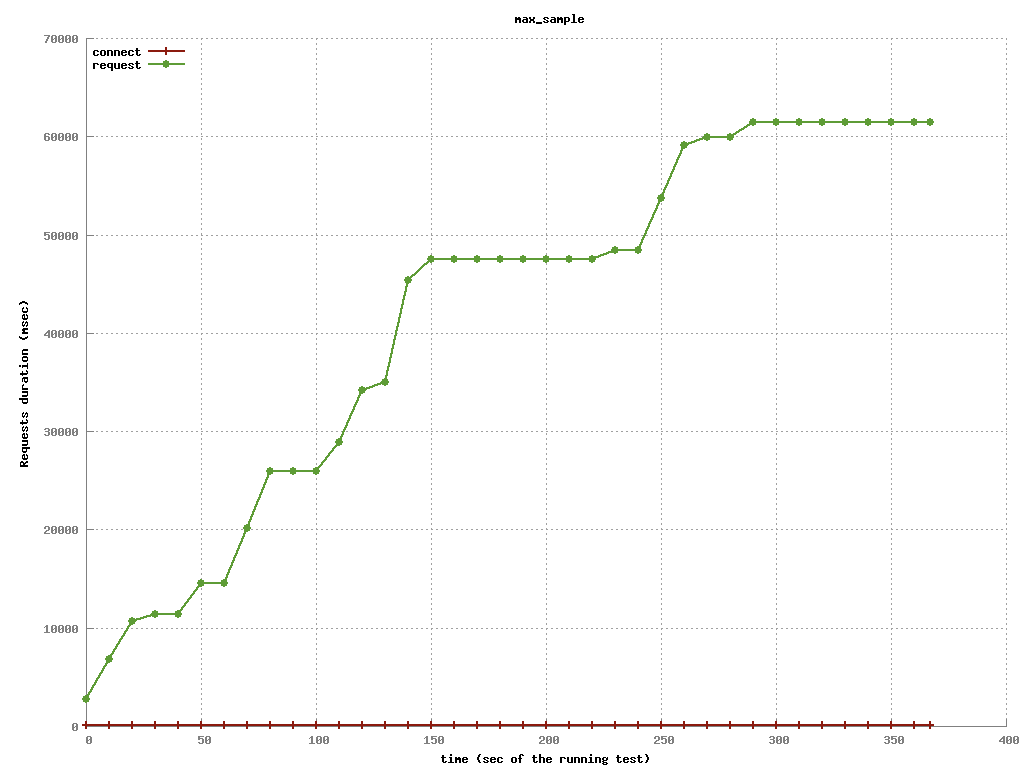 max_sample
70000
connect
request
60000
50000
40000
30000
20000
10000
0
Requests duration (msec)
0 50 100 150 200 250 300 350 400
time (sec of the running test)